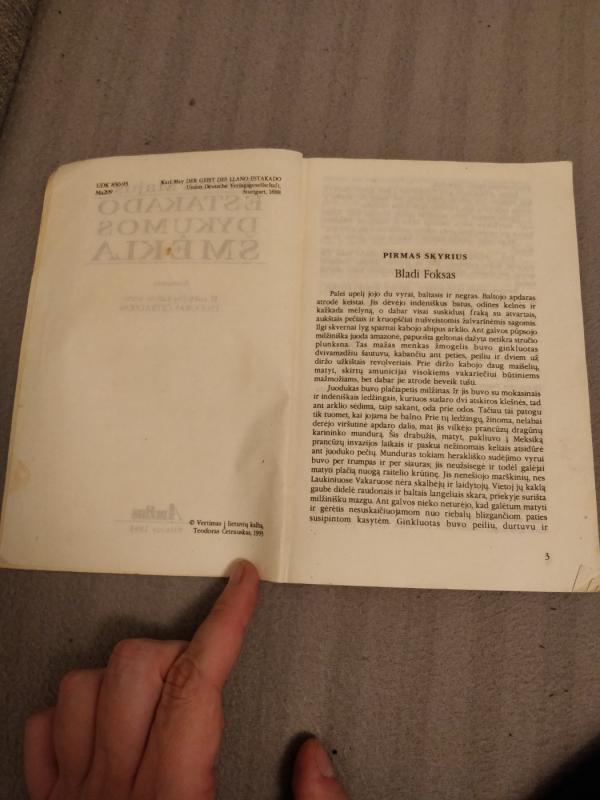 UDK 830-93
Ma209
Karl May DER GEIST DES LLANO ESTAKADO
Union Deutsche Verlagsgesellschaft,
Stuttgart, 1888
ESTAKADO
DYKUMOS
ŠMĖKLA
© Vertimas į lietuvių kalbą,
Teodoras Četrauskas, 1993
PIRMAS SKYRIUS
Bladi Foksas
Palei upelį jojo du vyrai, baltasis ir negras. Baltojo apdaras
atrodė keistai. Jis dėvėjo indėniškus batus, odines kelnes ir
kažkada mėlyną, o dabar visai suskidusį fraką su atvartais,
aukštais pečiais ir kruopščiai nušveistomis žalvarinėmis sagomis.
Ilgi skvernai lyg sparnai kabojo abipus arklio. Ant galvos pūpsojo
milžiniška juoda amazonė, papuošta geltonai dažyta netikra stručio
plunksna. Tas mažas menkas žmogelis buvo ginkluotas
dvivamzdžiu šautuvu, kabančiu ant peties, peiliu ir dviem už
diržo užkištais revolveriais. Prie diržo kabojo daug maišelių,
matyt, skirtų amunicijai visokiems vakariečiui būtiniems
mažmožiams, bet dabar jie atrodė beveik tušti.
Juodukas buvo plačiapetis milžinas. Ir jis buvo su mokasinais
ir indėniškais ledžingais, kuriuos sudaro dvi atskiros klešnės, tad
ant arklio sėdima, taip sakant, oda prie odos. Tačiau tai patogu
tik tuomet, kai jojama be balno. Prie tų ledžingų, žinoma, nelabai
derėjo viršutinė apdaro dalis, mat jis vilkėjo prancūzų dragūnų
karininko mundurą. Šis drabužis, matyt, pakliuvo į Meksiką
prancūzų invazijos laikais ir paskui nežinomais keliais atsidūrė
ant juoduko pečių. Munduras tokiam herakliško sudėjimo vyrui
buvo per trumpas ir per siauras; jis neužsisegė ir todėl galėjai
matyti plačią nuogą raitelio krūtinę. Jis nenešiojo marškinių, nes
Laukiniuose Vakaruose nėra skalbėjų ir laidytojų. Vietoj jų kaklą
gaubė didelė raudonais ir baltais langeliais skara, priekyje surišta
milžinišku mazgu. Ant galvos nieko neturėjo, kad galėtum matyti
ir gėrėtis nesuskaičiuojamom nuo riebalų blizgančiom paties
susipintom kasytėm. Ginkluotas buvo peiliu, durtuvu ir
3